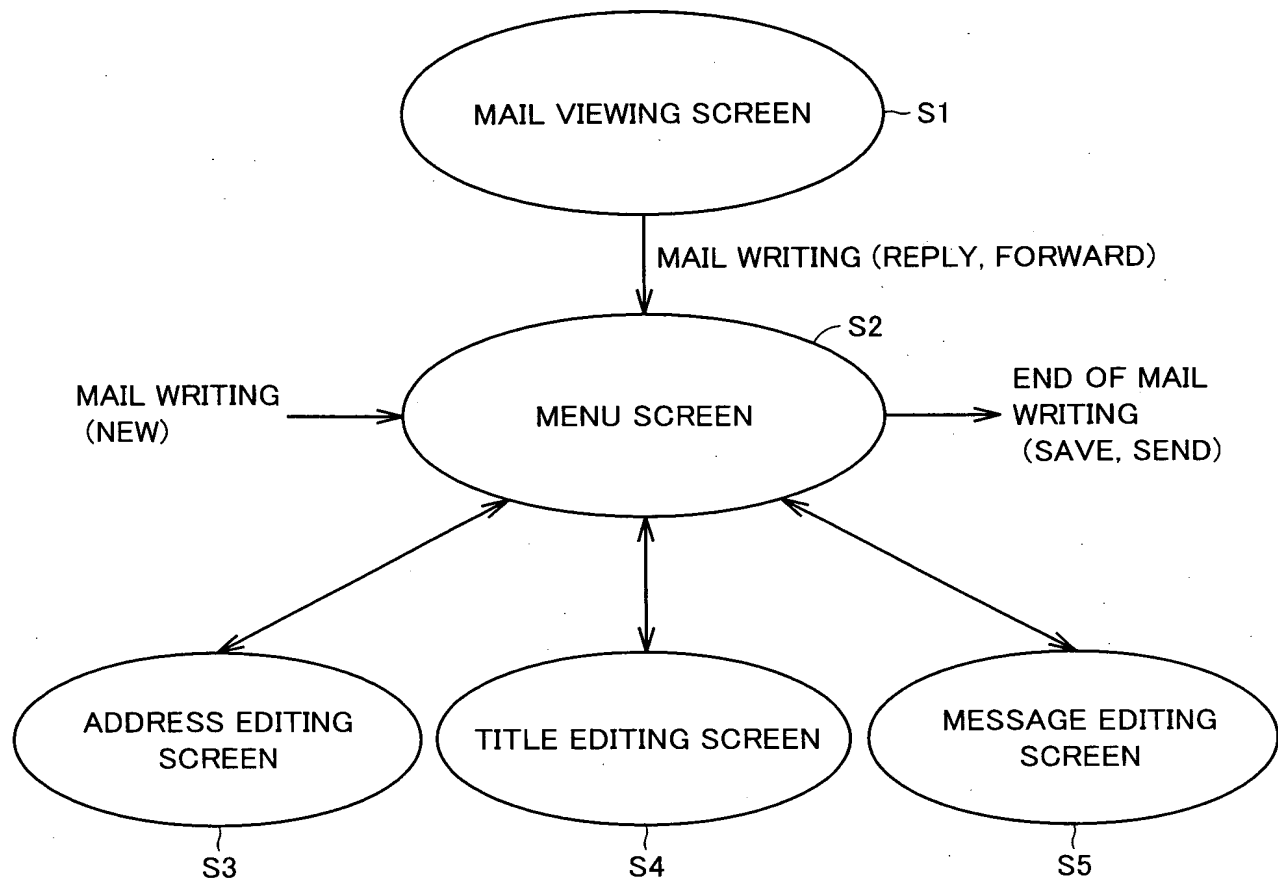 MAIL VIEWING SCREEN
S1
MAIL WRITING (REPLY, FORWARD)
S2
MAIL WRITING
(NEW)
MENU SCREEN
END OF MAIL
WRITING
(SAVE, SEND)
ADDRESS EDITING
SCREEN
TITLE EDITING SCREEN
MESSAGE EDITING
SCREEN
S3
S4
S5